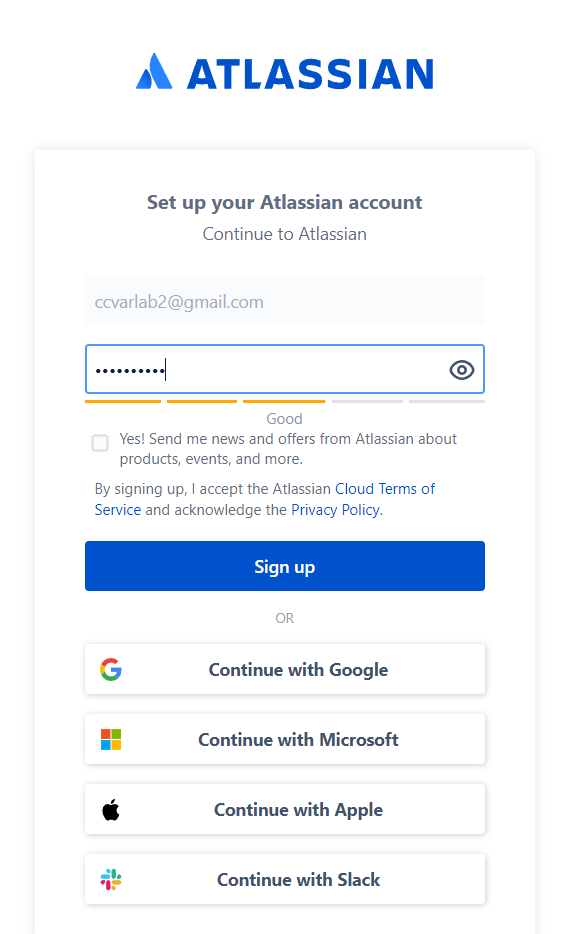 ATLASSIAN
Set up your Atlassian account
Continue to Atlassian
ccvarlab2@gmail.com
••••••••••
Good
Yes! Send me news and offers from Atlassian about
products, events, and more.
By signing up, I accept the Atlassian Cloud Terms of
Service and acknowledge the Privacy Policy.
Sign up
OR
Continue with Google
Continue with Microsoft
Continue with Apple
Continue with Slack